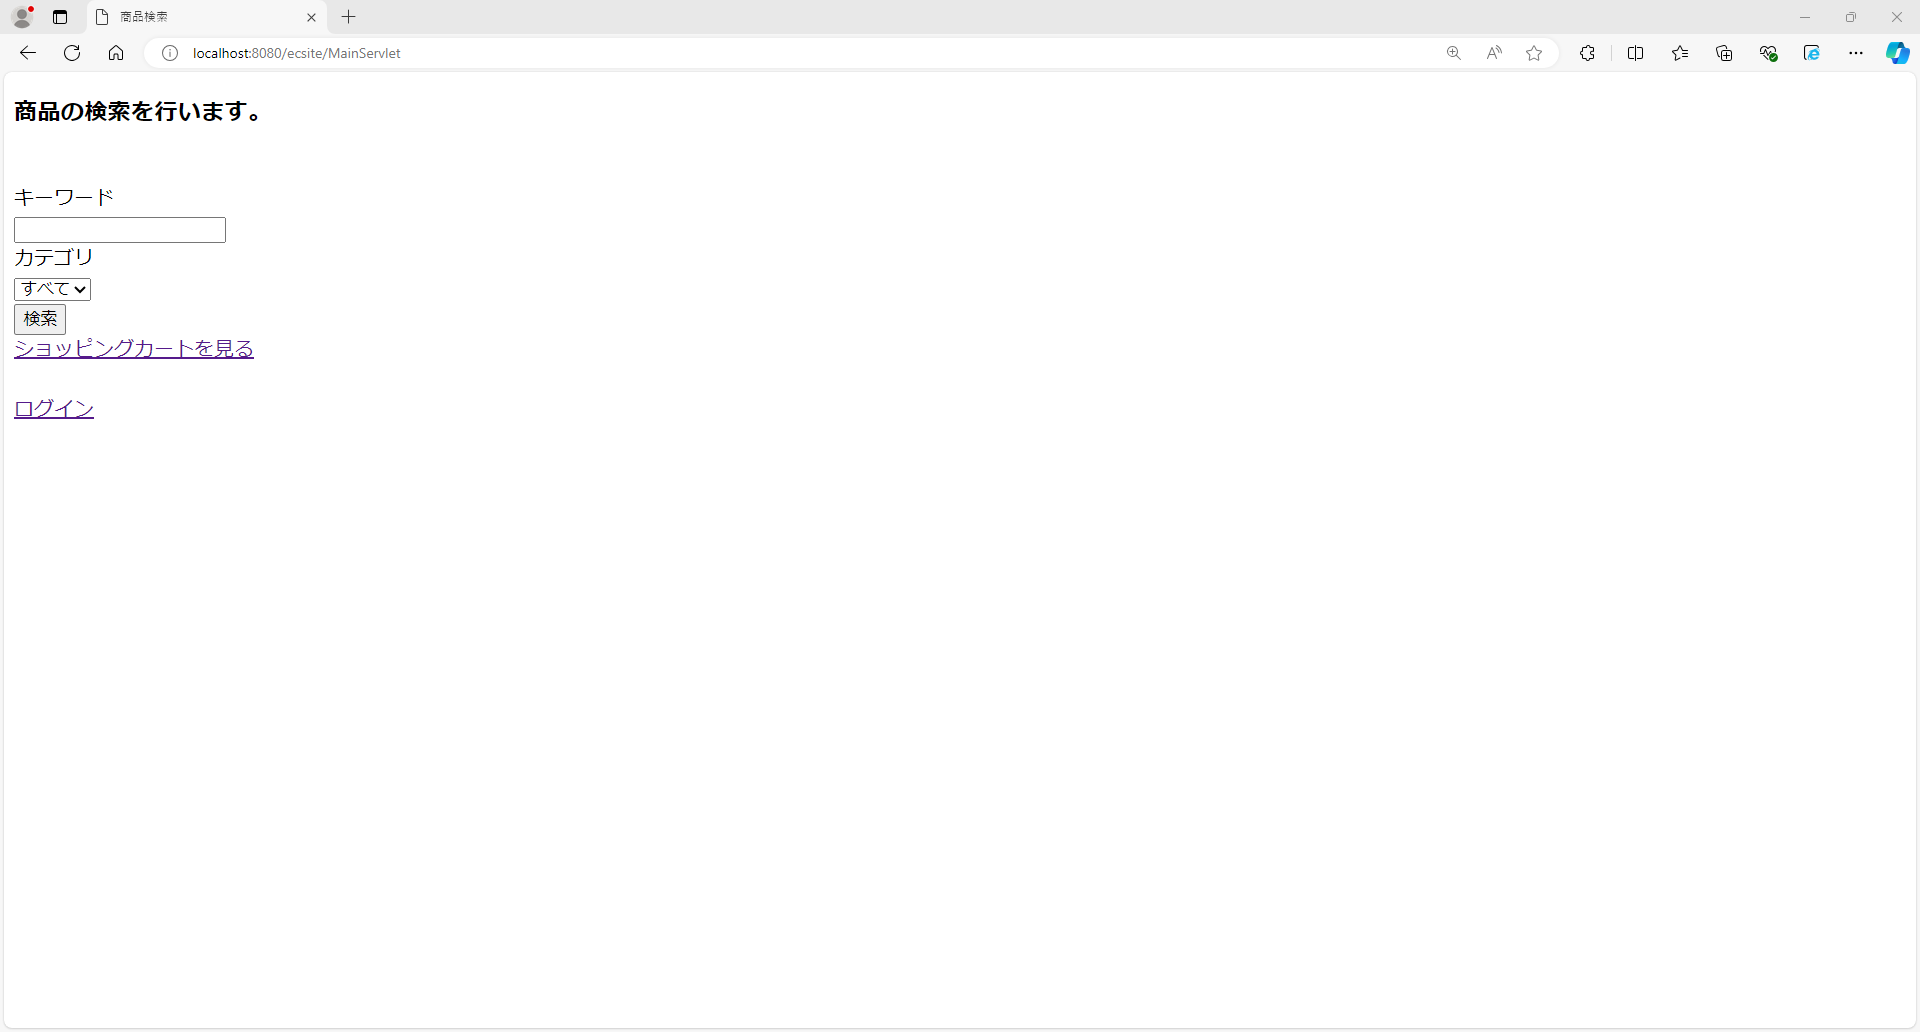 商品検索
localhost:8080/ecsite/MainServlet
商品の検索を行います。
キーワード
カテゴリ
すべて
検索
ショッピングカートを見る
ログイン